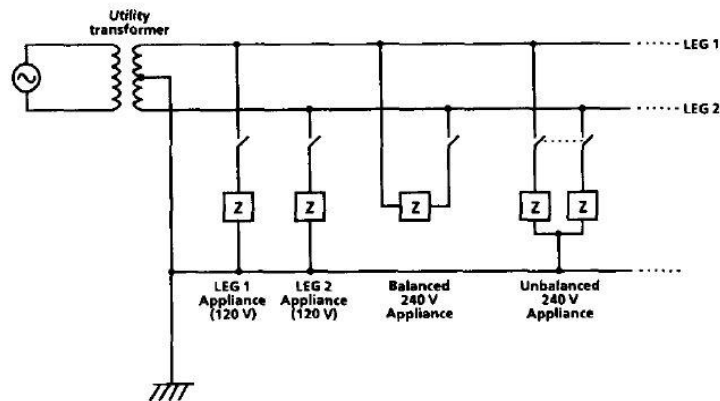 Utility
transformer
LEG 1
LEG 2
Z
Z
Z
Z
Z
LEG 1
Appliance
(120 V)
LEG 2
Appliance
(120 V)
Balanced
240 V
Appliance
Unbalanced
240 V
Appliance